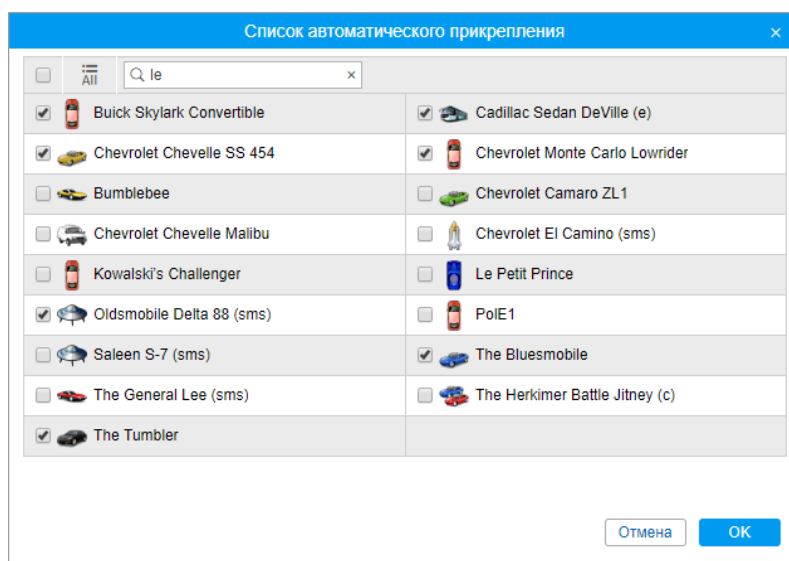 Список автоматического прикрепления ×
All le ×
Buick Skylark Convertible Cadillac Sedan DeVille (e)
Chevrolet Chevelle SS 454 Chevrolet Monte Carlo Lowrider
Bumblebee Chevrolet Camaro ZL1
Chevrolet Chevelle Malibu Chevrolet El Camino (sms)
Kowalski's Challenger Le Petit Prince
Oldsmobile Delta 88 (sms) PolE1
Saleen S-7 (sms) The Bluesmobile
The General Lee (sms) The Herkimer Battle Jitney (c)
The Tumbler
Отмена OK